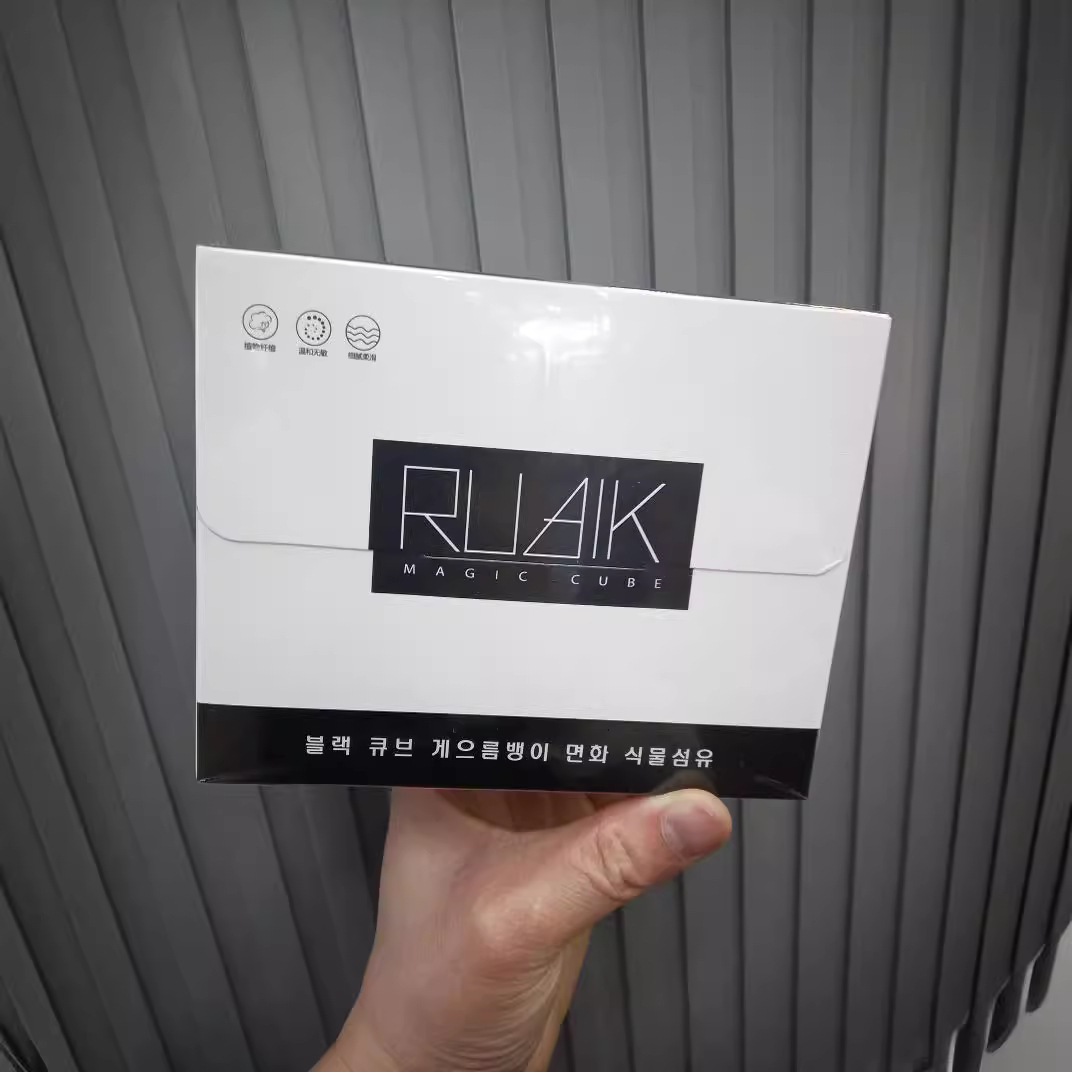 植物纤维
温和无敏
细腻柔滑
RUAIK
MAGIC CUBE
블랙 큐브 게으름뱅이 면화 식물섬유